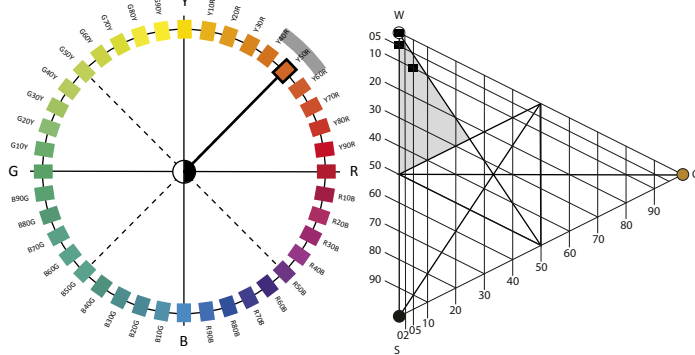 Y
Y10R
Y20R
Y30R
Y40R
Y50R
Y60R
Y70R
Y80R
Y90R
R
R10B
R20B
R30B
R40B
R50B
R60B
R70B
R80B
R90B
B
B10G
B20G
B30G
B40G
B50G
B60G
B70G
B80G
B90G
G
G10Y
G20Y
G30Y
G40Y
G50Y
G60Y
G70Y
G80Y
G90Y
W
05
10
20
30
40
50
60
70
80
90
S
02
05
10
20
30
40
50
60
70
80
90